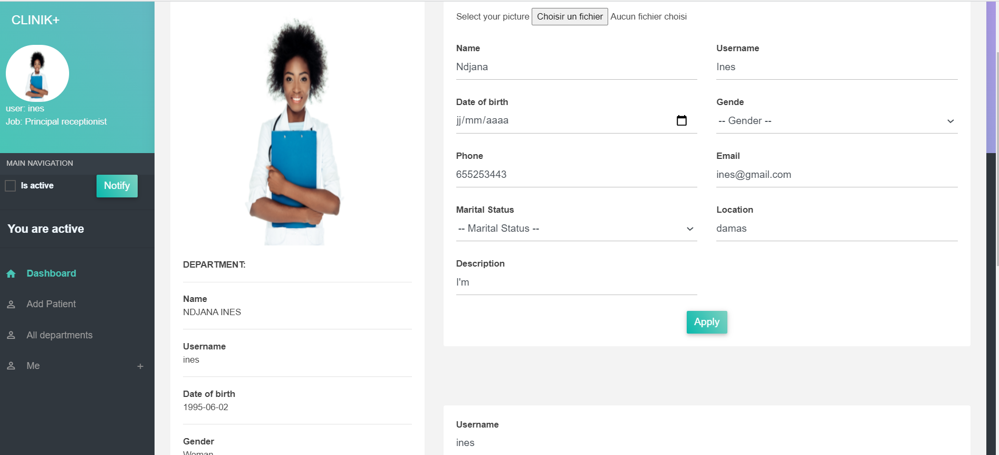 CLINIK+
user: ines
Job: Principal receptionist
MAIN NAVIGATION
Is active
Notify
You are active
Dashboard
Add Patient
All departments
Me +
DEPARTMENT:
Name
NDJANA INES
Username
ines
Date of birth
1995-06-02
Gender
Woman
Select your picture Choisir un fichier Aucun fichier choisi
Name
Ndjana
Username
Ines
Date of birth
jj/mm/aaaa
Gende
-- Gender --
Phone
655253443
Email
ines@gmail.com
Marital Status
-- Marital Status --
Location
damas
Description
I'm
Apply
Username
ines